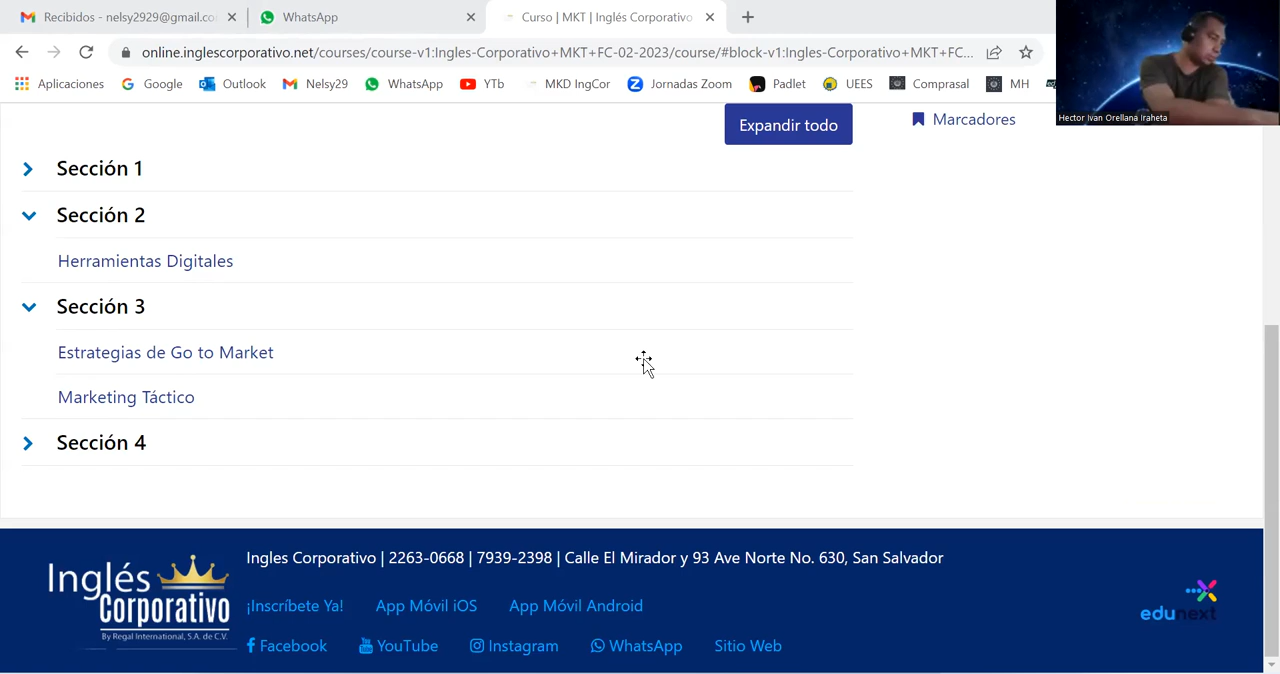 Recibidos - nelsy2929@gmail.co
WhatsApp
Curso | MKT | Inglés Corporativo
online.inglescorporativo.net/courses/course-v1:Ingles-Corporativo+MKT+FC-02-2023/course/#block-v1:Ingles-Corporativo+MKT+FC...
Aplicaciones Google Outlook Nelsy29 WhatsApp YTb MKD IngCor Jornadas Zoom Padlet UEES Comprasal MH
Hector Ivan Orellana Iraheta
Expandir todo
Marcadores
Sección 1
Sección 2
Herramientas Digitales
Sección 3
Estrategias de Go to Market
Marketing Táctico
Sección 4
Inglés
Corporativo
By Regal International, S.A. de C.V.
Ingles Corporativo | 2263-0668 | 7939-2398 | Calle El Mirador y 93 Ave Norte No. 630, San Salvador
¡Inscríbete Ya! App Móvil iOS App Móvil Android
Facebook YouTube Instagram WhatsApp Sitio Web
edunext